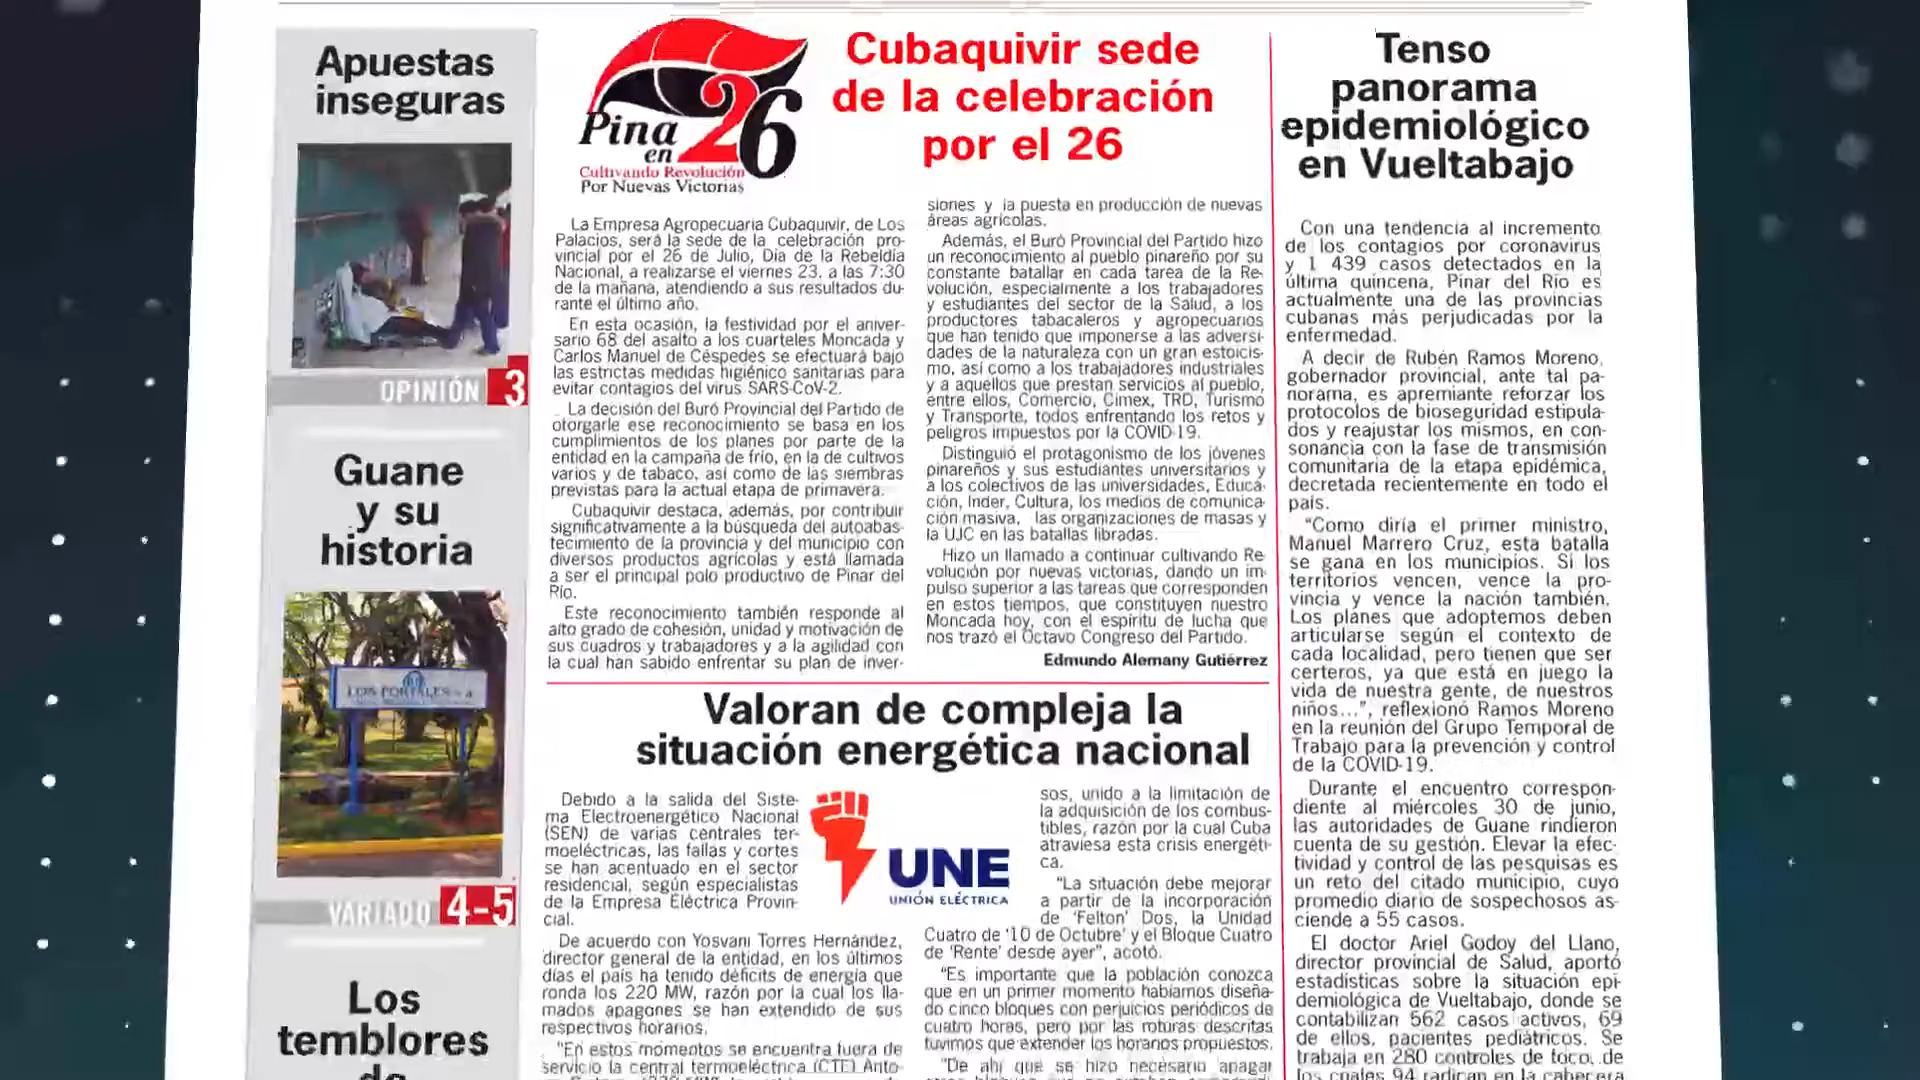 Apuestas
inseguras
OPINIÓN 3
Guane
y su
historia
LOS PORTALES s.a.
VARIADO 4-5
Los
temblores
de
Pina
en 26
Cultivando Revolución
Por Nuevas Victorias
Cubaquivir sede
de la celebración
por el 26
La Empresa Agropecuaria Cubaquvir, de Los
Palacios, será la sede de la celebración pro-
vincial por el 26 de Julio, Día de la Rebeldía
Nacional, a realizarse el viernes 23, a las 7:30
de la mañana, atendiendo a sus resultados du-
rante el último año.
En esta ocasión, la festividad por el aniver-
sario 68 del asalto a los cuarteles Moncada y
Carlos Manuel de Céspedes se efectuará bajo
las estrictas medidas higiénico sanitarias para
evitar contagios del virus SARS-CoV-2.
La decisión del Buró Provincial del Partido de
otorgarle ese reconocimiento se basa en los
cumplimientos de los planes por parte de la
entidad en la campaña de frío, en la de cultivos
varios y de tabaco, así como de las siembras
previstas para la actual etapa de primavera.
Cubaquivir destaca, además, por contribuir
significativamente a la búsqueda del autoabas-
tecimiento de la provincia y del municipio con
diversos productos agrícolas y está llamada
a ser el principal polo productivo de Pinar del
Río.
Este reconocimiento también responde al
alto grado de cohesión, unidad y motivación de
sus cuadros y trabajadores y a la agilidad con
la cual han sabido enfrentar su plan de inver-
siones y la puesta en producción de nuevas
áreas agrícolas.
Además, el Buró Provincial del Partido hizo
un reconocimiento al pueblo pinareño por su
constante batallar en cada tarea de la Re-
volución, especialmente a los trabajadores
y estudiantes del sector de la Salud, a los
productores tabacaleros y agropecuarios
que han tenido que imponerse a las adversi-
dades de la naturaleza con un gran estoicis-
mo, así como a los trabajadores industriales
y a aquellos que prestan servicios al pueblo,
entre ellos, Comercio, Cimex, TRD, Turismo
y Transporte, todos enfrentando los retos y
peligros impuestos por la COVID-19.
Distinguió el protagonismo de los jóvenes
pinareños y sus estudiantes universitarios y
a los colectivos de las universidades, Educa-
ción, Inder, Cultura, los medios de comunica-
ción masiva, las organizaciones de masas y
la UJC en las batallas libradas.
Hizo un llamado a continuar cultivando Re-
volución por nuevas victorias, dando un im-
pulso superior a las tareas que corresponden
en estos tiempos, que constituyen nuestro
Moncada hoy, con el espíritu de lucha que
nos trazó el Octavo Congreso del Partido.
Edmundo Alemany Gutiérrez
Valoran de compleja la
situación energética nacional
Debido a la salida del Siste-
ma Electroenergético Nacional
(SEN) de varias centrales ter-
moeléctricas, las fallas y cortes
se han acentuado en el sector
residencial, según especialistas
de la Empresa Eléctrica Provin-
cial.
De acuerdo con Yosvani Torres Hernández,
director general de la entidad, en los últimos
días el país ha tenido déficits de energía que
ronda los 220 MW, razón por la cual los lla-
mados apagones se han extendido de sus
respectivos horarios.
"En estos momentos se encuentra fuera de
servicio la central termoeléctrica (CTE) Anto-
UNE
UNIÓN ELÉCTRICA
sos, unido a la limitación de
la adquisición de los combus-
tibles, razón por la cual Cuba
atraviesa esta crisis energéti-
ca.
"La situación debe mejorar
a partir de la incorporación
de 'Felton' Dos, la Unidad
Cuatro de '10 de Octubre' y el Bloque Cuatro
de 'Rente' desde ayer", acotó.
"Es importante que la población conozca
que en un primer momento habíamos diseña-
do cinco bloques con perjuicios periódicos de
cuatro horas, pero por las roturas descritas
tuvimos que extender los horarios propuestos.
"De ahí que se hizo necesario apagar
Tenso
panorama
epidemiológico
en Vueltabajo
Con una tendencia al incremento
de los contagios por coronavirus
y 1 439 casos detectados en la
última quincena, Pinar del Río es
actualmente una de las provincias
cubanas más perjudicadas por la
enfermedad.
A decir de Rubén Ramos Moreno,
gobernador provincial, ante tal pa-
norama, es apremiante reforzar los
protocolos de bioseguridad estipula-
dos y reajustar los mismos, en con-
sonancia con la fase de transmisión
comunitaria de la etapa epidémica,
decretada recientemente en todo el
país.
"Como diría el primer ministro,
Manuel Marrero Cruz, esta batalla
se gana en los municipios. Si los
territorios vencen, vence la pro-
vincia y vence la nación también.
Los planes que adoptemos deben
articularse según el contexto de
cada localidad, pero tienen que ser
certeros, ya que está en juego la
vida de nuestra gente, de nuestros
niños...", reflexionó Ramos Moreno
en la reunión del Grupo Temporal de
Trabajo para la prevención y control
de la COVID-19.
Durante el encuentro correspon-
diente al miércoles 30 de junio,
las autoridades de Guane rindieron
cuenta de su gestión. Elevar la efec-
tividad y control de las pesquisas es
un reto del citado municipio, cuyo
promedio diario de sospechosos as-
ciende a 55 casos.
El doctor Ariel Godoy del Llano,
director provincial de Salud, aportó
estadísticas sobre la situación epi-
demiológica de Vueltabajo, donde se
contabilizan 562 casos activos, 69
de ellos, pacientes pediátricos. Se
trabaja en 280 controles de foco, de
los cuales 94 radican en la cabecera